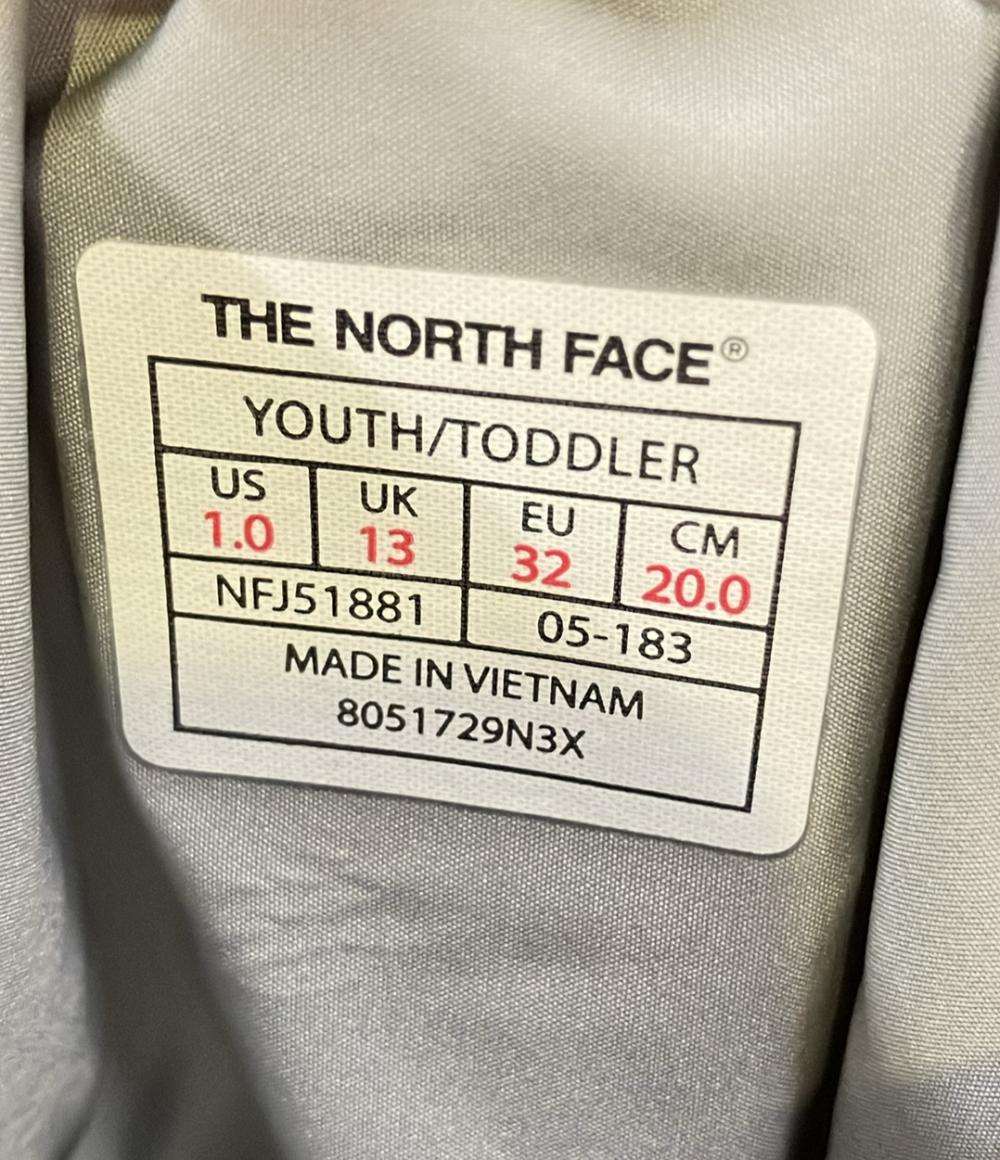 THE NORTH FACE®
YOUTH/TODDLER
US UK EU CM
1.0 13 32 20.0
NFJ51881 05-183
MADE IN VIETNAM
8051729N3X